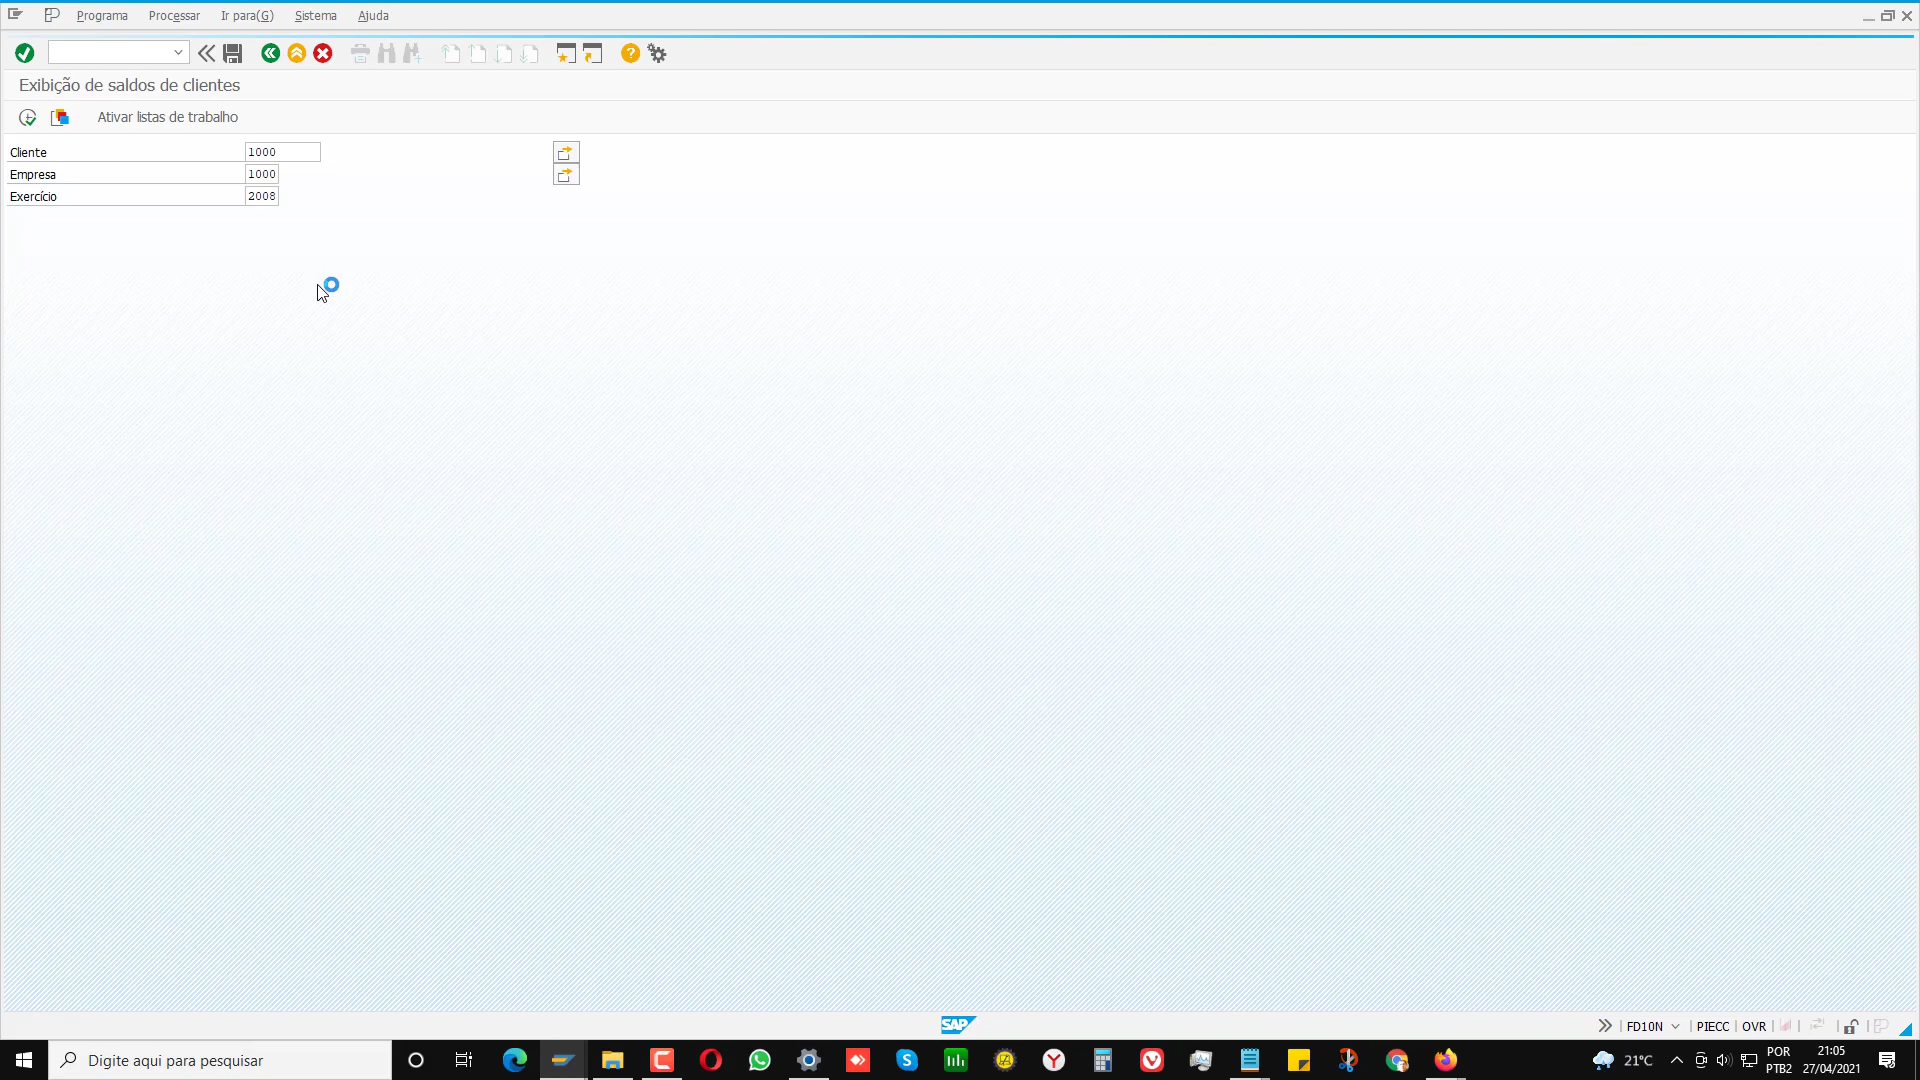 Programa Processar Ir para(G) Sistema Ajuda
Exibição de saldos de clientes
Ativar listas de trabalho
Cliente 1000
Empresa 1000
Exercício 2008
SAP
FD10N PIECC OVR
Digite aqui para pesquisar
21°C
POR
PTB2
21:05
27/04/2021